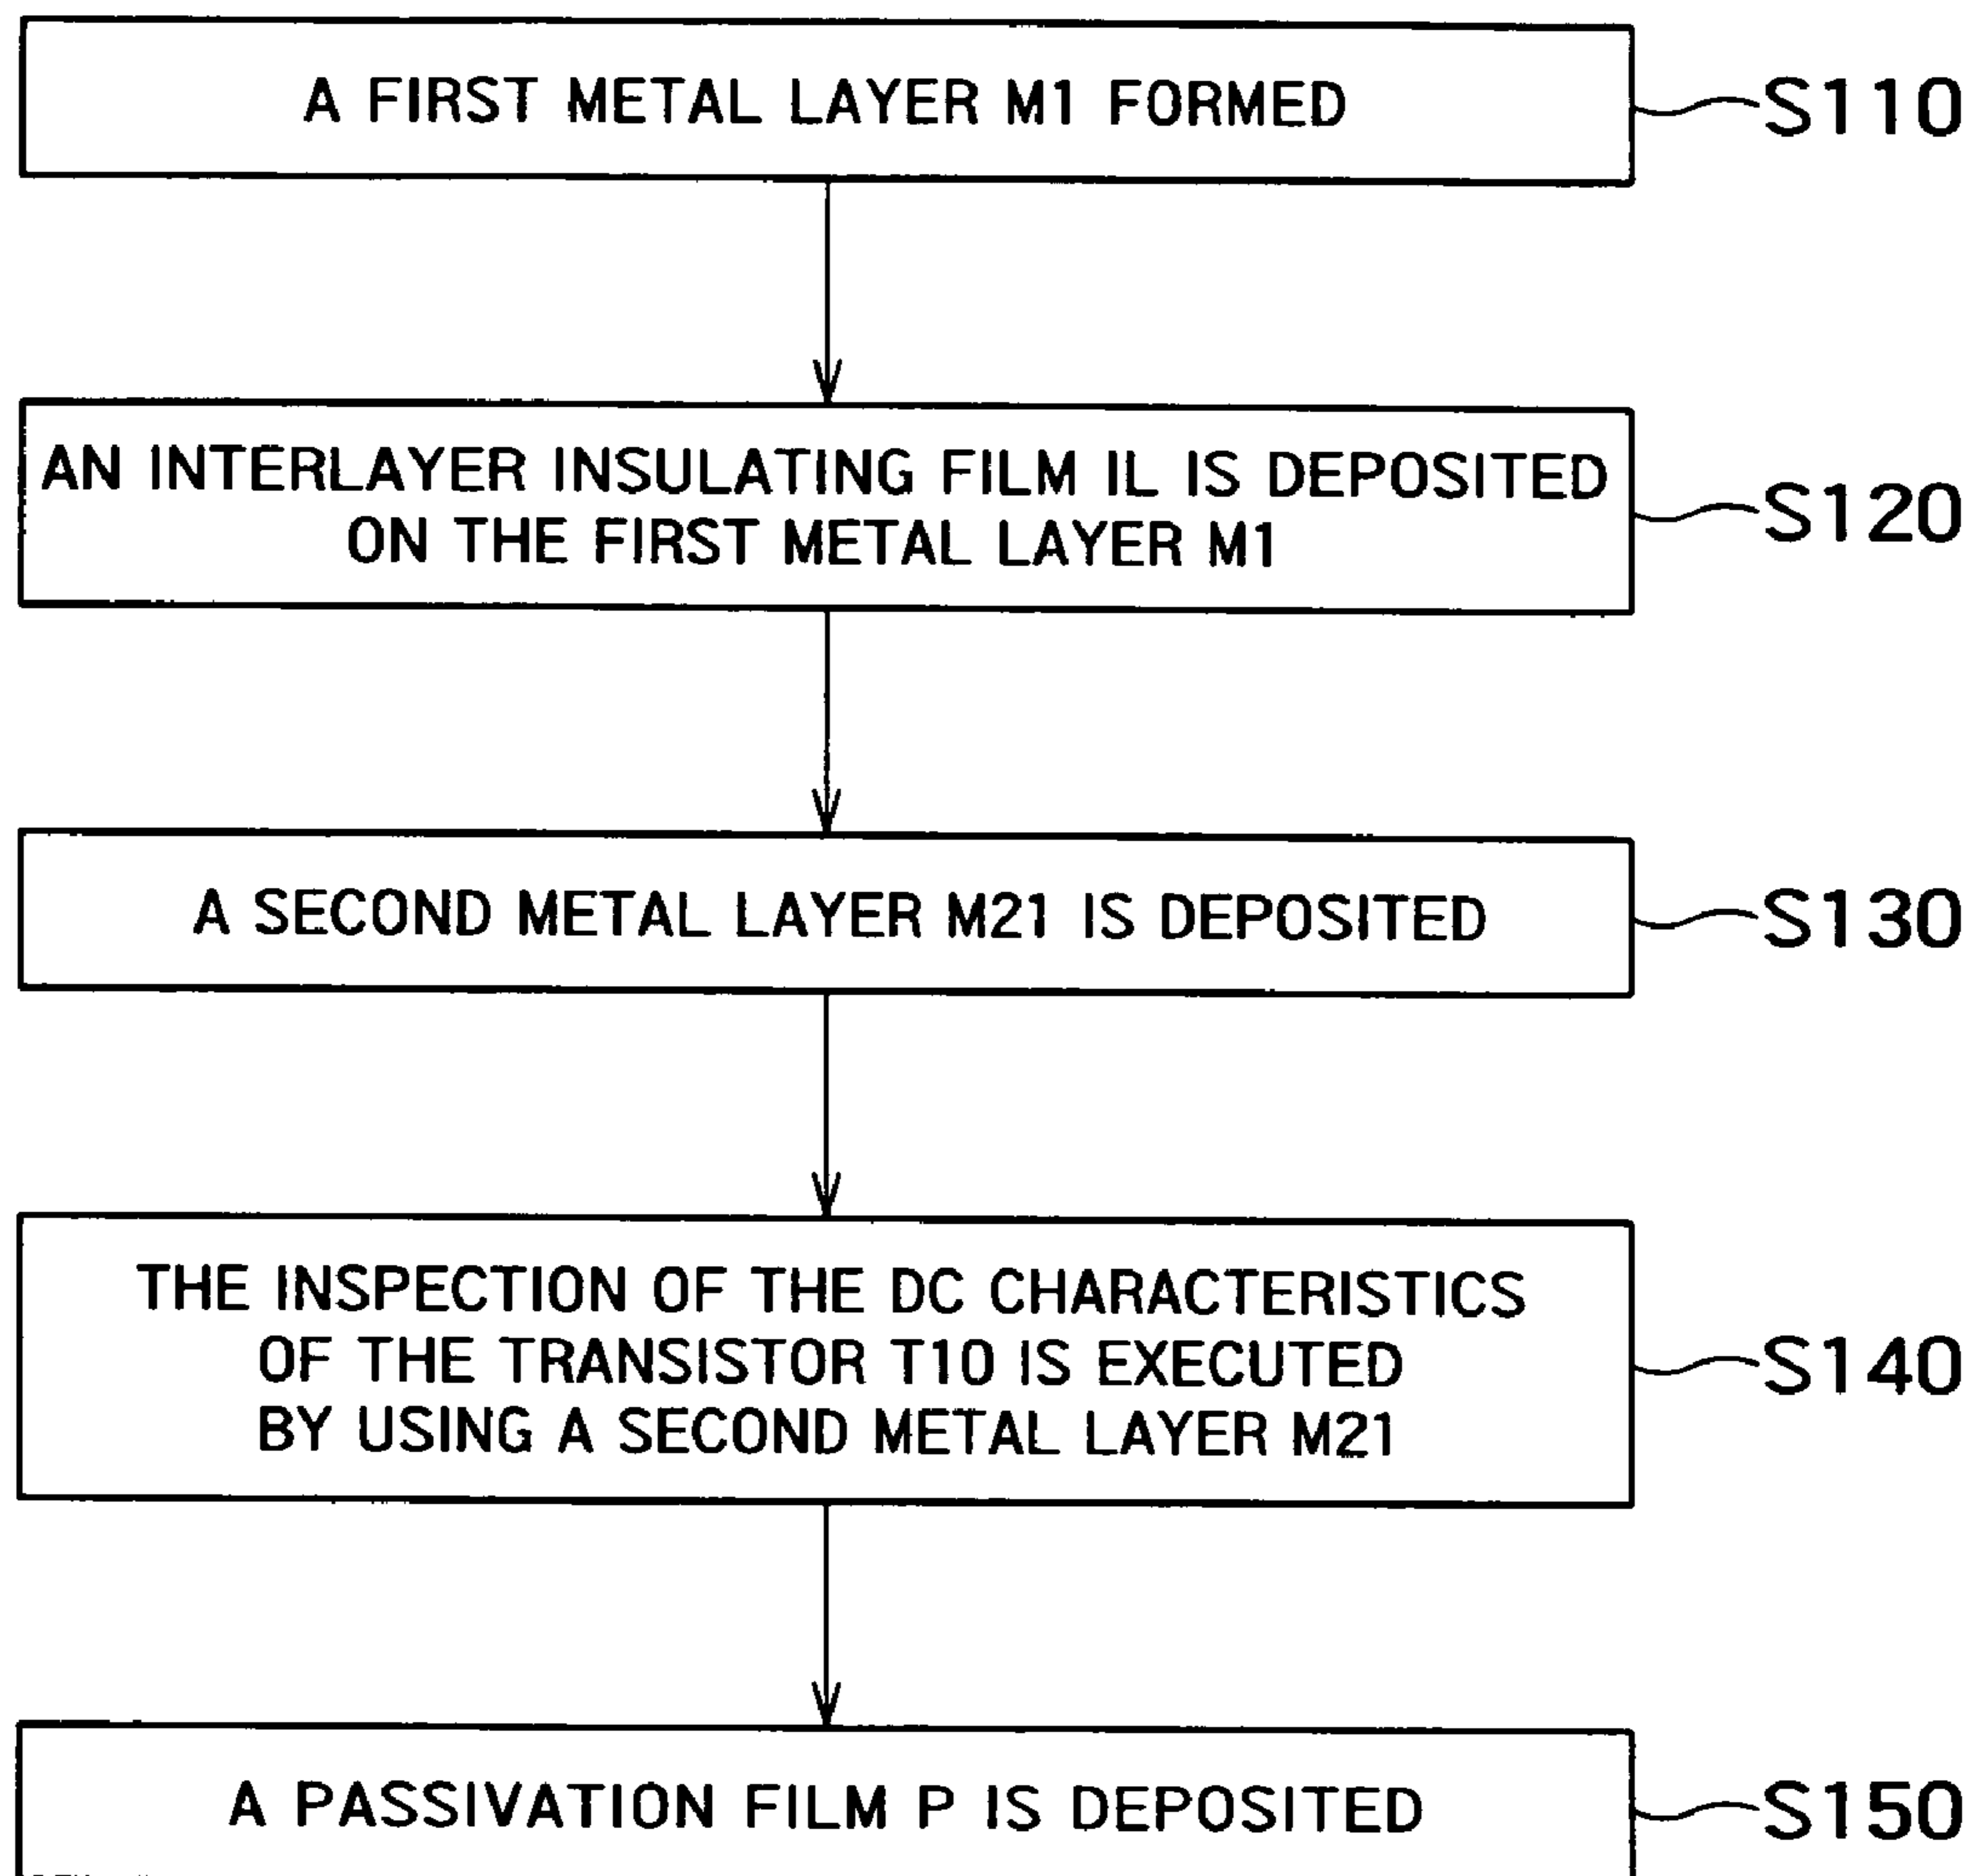 A FIRST METAL LAYER M1 FORMED
S110
AN INTERLAYER INSULATING FILM IL IS DEPOSITED
ON THE FIRST METAL LAYER M1
S120
A SECOND METAL LAYER M21 IS DEPOSITED
S130
THE INSPECTION OF THE DC CHARACTERISTICS
OF THE TRANSISTOR T10 IS EXECUTED
BY USING A SECOND METAL LAYER M21
S140
A PASSIVATION FILM P IS DEPOSITED
S150